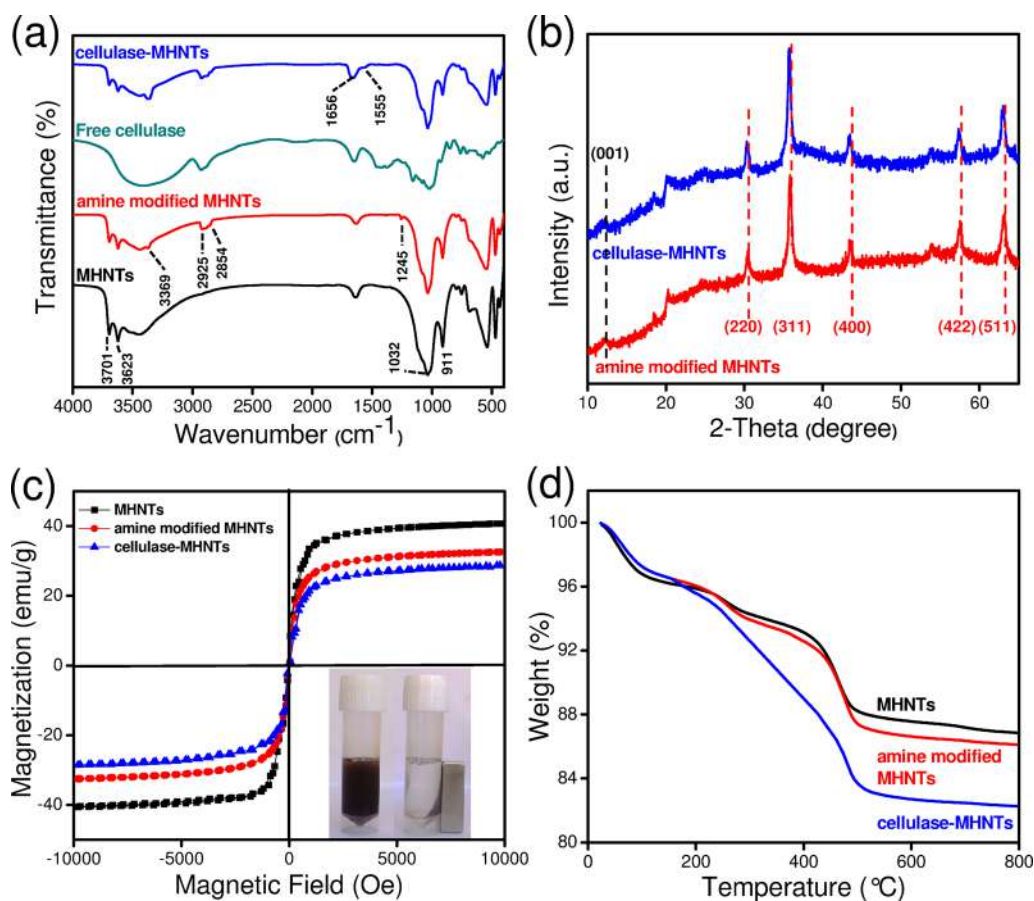 (a)
cellulase-MHNTs
1656
1555
Free cellulase
amine modified MHNTs
3369
2925
2854
1245
MHNTs
3701
3623
1032
911
4000 3500 3000 2500 2000 1500 1000 500
Wavenumber (cm-1)
Transmittance (%)
(b)
(001)
cellulase-MHNTs
(220) (311) (400) (422) (511)
amine modified MHNTs
10 20 30 40 50 60
2-Theta (degree)
Intensity (a.u.)
(c)
MHNTs
amine modified MHNTs
cellulase-MHNTs
40
20
0
-20
-40
-10000 -5000 0 5000 10000
Magnetic Field (Oe)
Magnetization (emu/g)
(d)
100
96
92
88
84
80
MHNTs
amine modified
MHNTs
cellulase-MHNTs
0 200 400 600 800
Temperature (°C)
Weight (%)